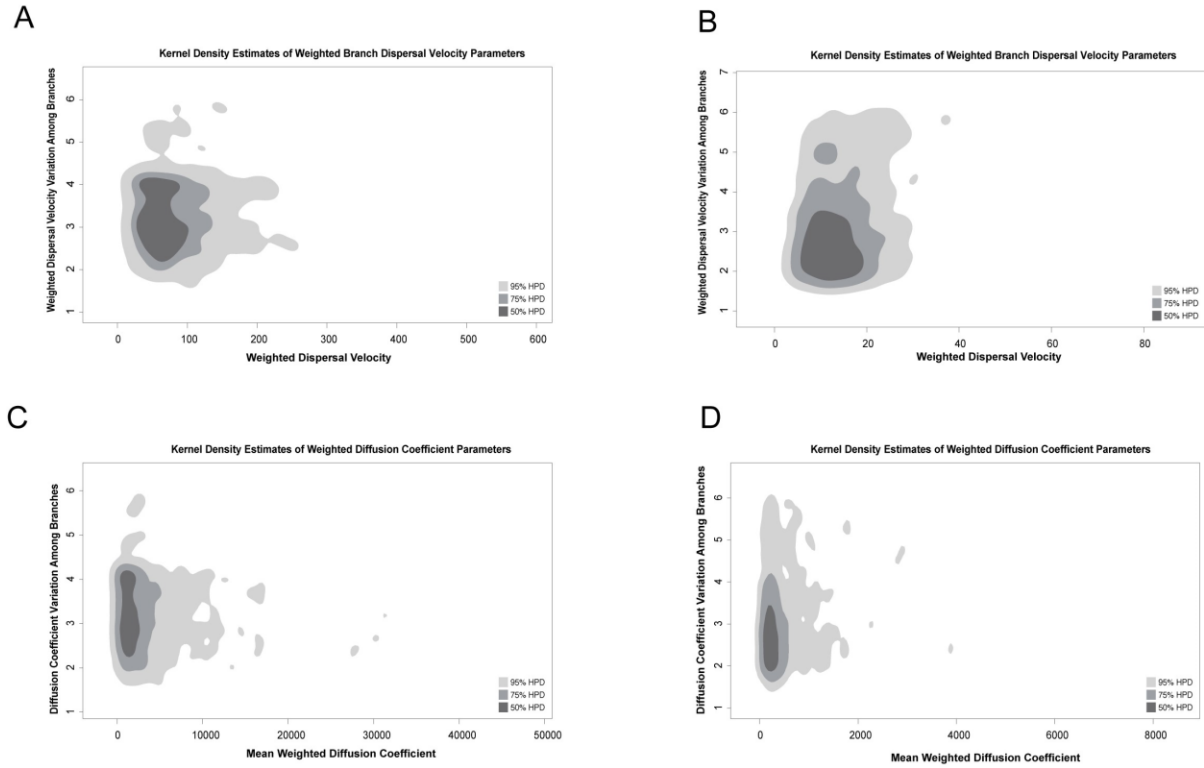 A
Kernel Density Estimates of Weighted Branch Dispersal Velocity Parameters
Weighted Dispersal Velocity Variation Among Branches
6
5
4
3
2
1
95% HPD
75% HPD
50% HPD
0 100 200 300 400 500 600
Weighted Dispersal Velocity
B
Kernel Density Estimates of Weighted Branch Dispersal Velocity Parameters
Weighted Dispersal Velocity Variation Among Branches
7
6
5
4
3
2
1
95% HPD
75% HPD
50% HPD
0 20 40 60 80
Weighted Dispersal Velocity
C
Kernel Density Estimates of Weighted Diffusion Coefficient Parameters
Diffusion Coefficient Variation Among Branches
6
5
4
3
2
1
95% HPD
75% HPD
50% HPD
0 10000 20000 30000 40000 50000
Mean Weighted Diffusion Coefficient
D
Kernel Density Estimates of Weighted Diffusion Coefficient Parameters
Diffusion Coefficient Variation Among Branches
6
5
4
3
2
1
95% HPD
75% HPD
50% HPD
0 2000 4000 6000 8000
Mean Weighted Diffusion Coefficient